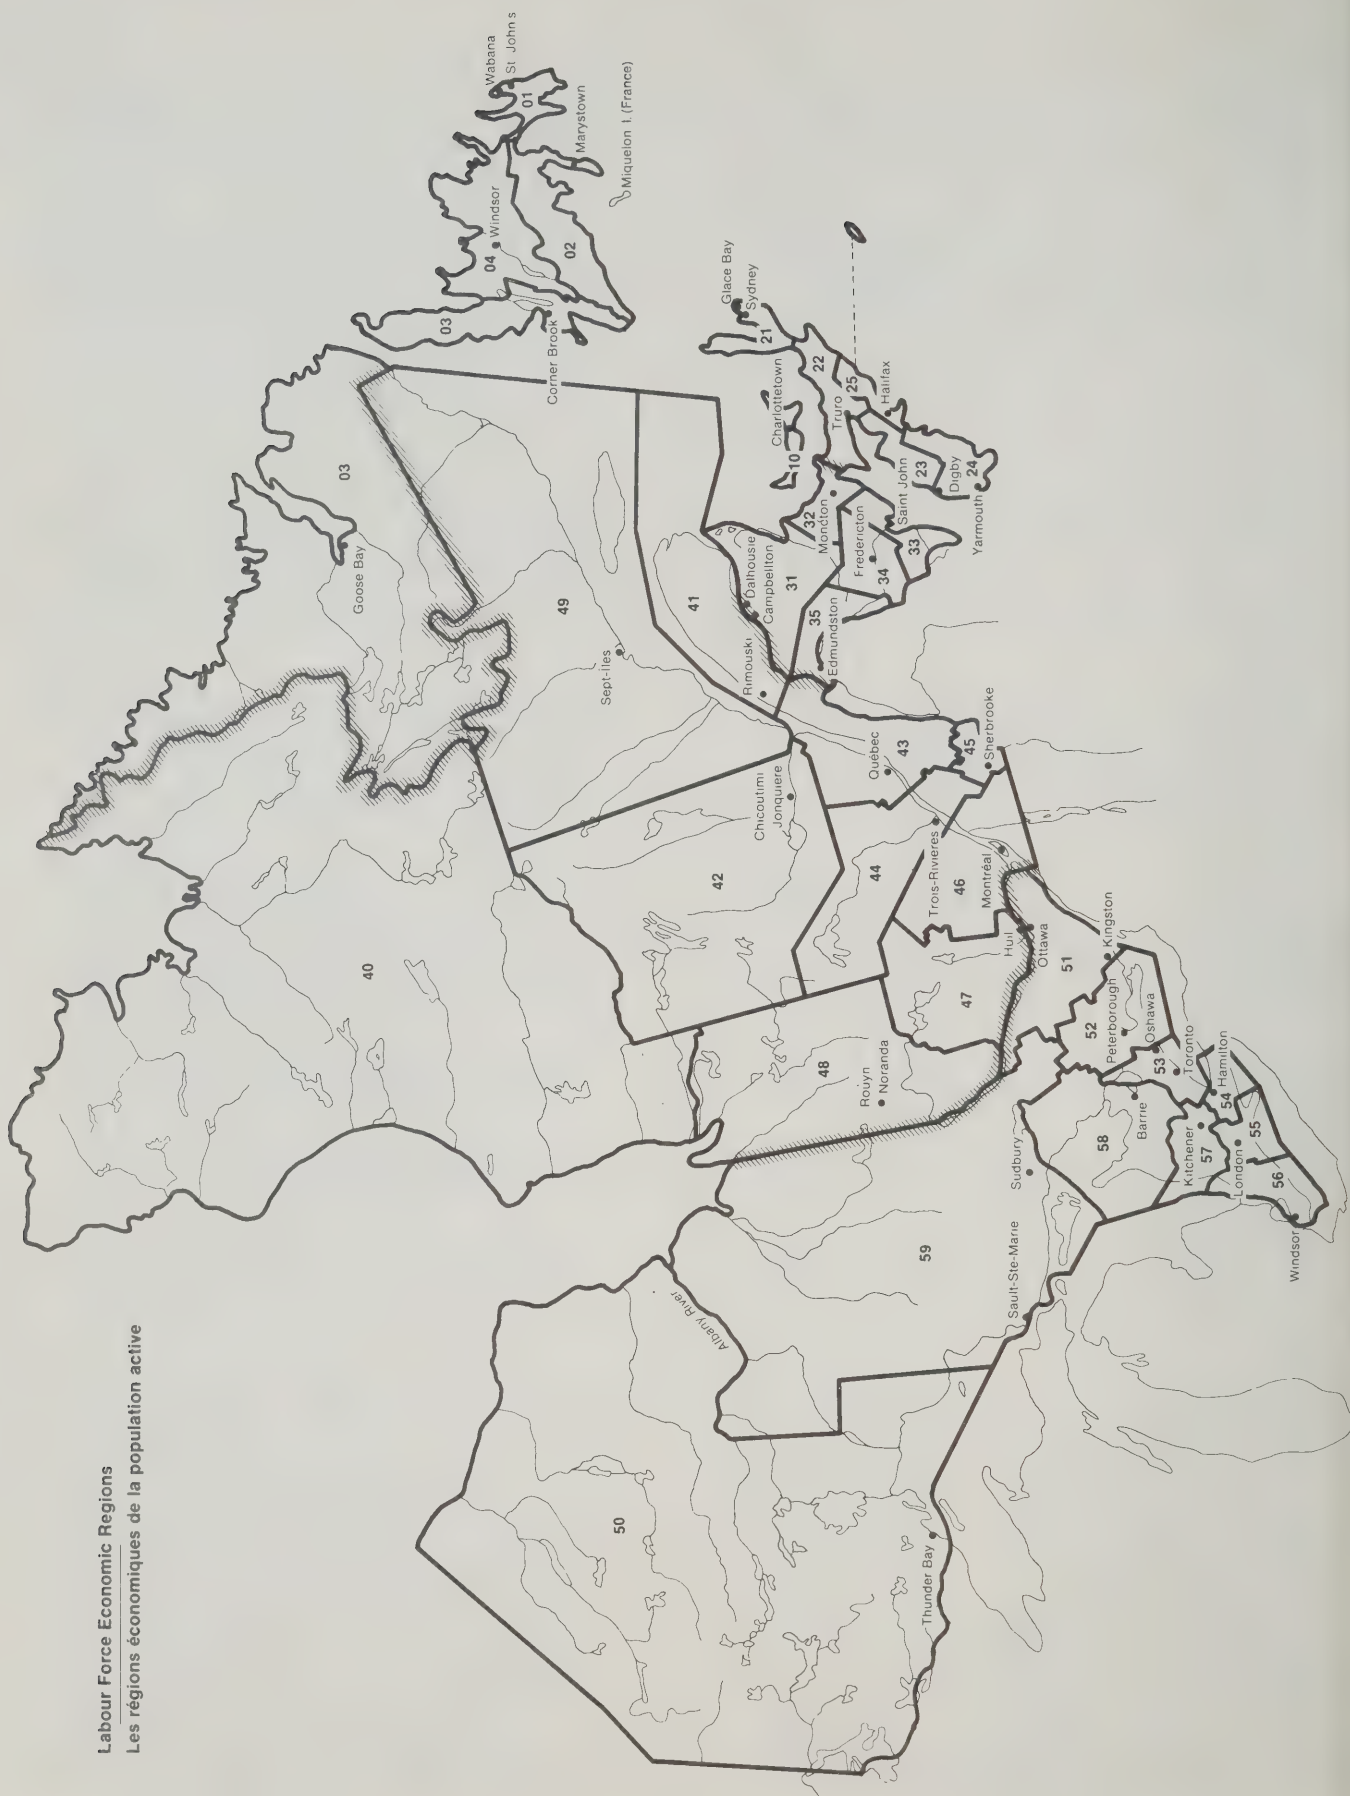 Labour Force Economic Regions
Les régions économiques de la population active
Wabana
St. John's
01
Marystown
Miquelon I. (France)
04
Windsor
02
03
Corner Brook
03
Goose Bay
Glace Bay
Sydney
21
22
25
Halifax
Truro
Charlottetown
10
23
Digby
24
Yarmouth
Saint John
32
Moncton
Fredericton
33
34
31
Dalhousie
Campbellton
35
Edmundston
41
Rimouski
49
Sept-Îles
40
42
Chicoutimi
Jonquière
Québec
43
45
Sherbrooke
44
Trois-Rivières
46
Montréal
Hull
Ottawa
47
48
Rouyn
Noranda
51
Kingston
52
Peterborough
Oshawa
53
Toronto
Hamilton
54
55
56
57
Kitchener
London
Windsor
58
Barrie
Sudbury
59
Sault-Ste-Marie
Albany River
50
Thunder Bay